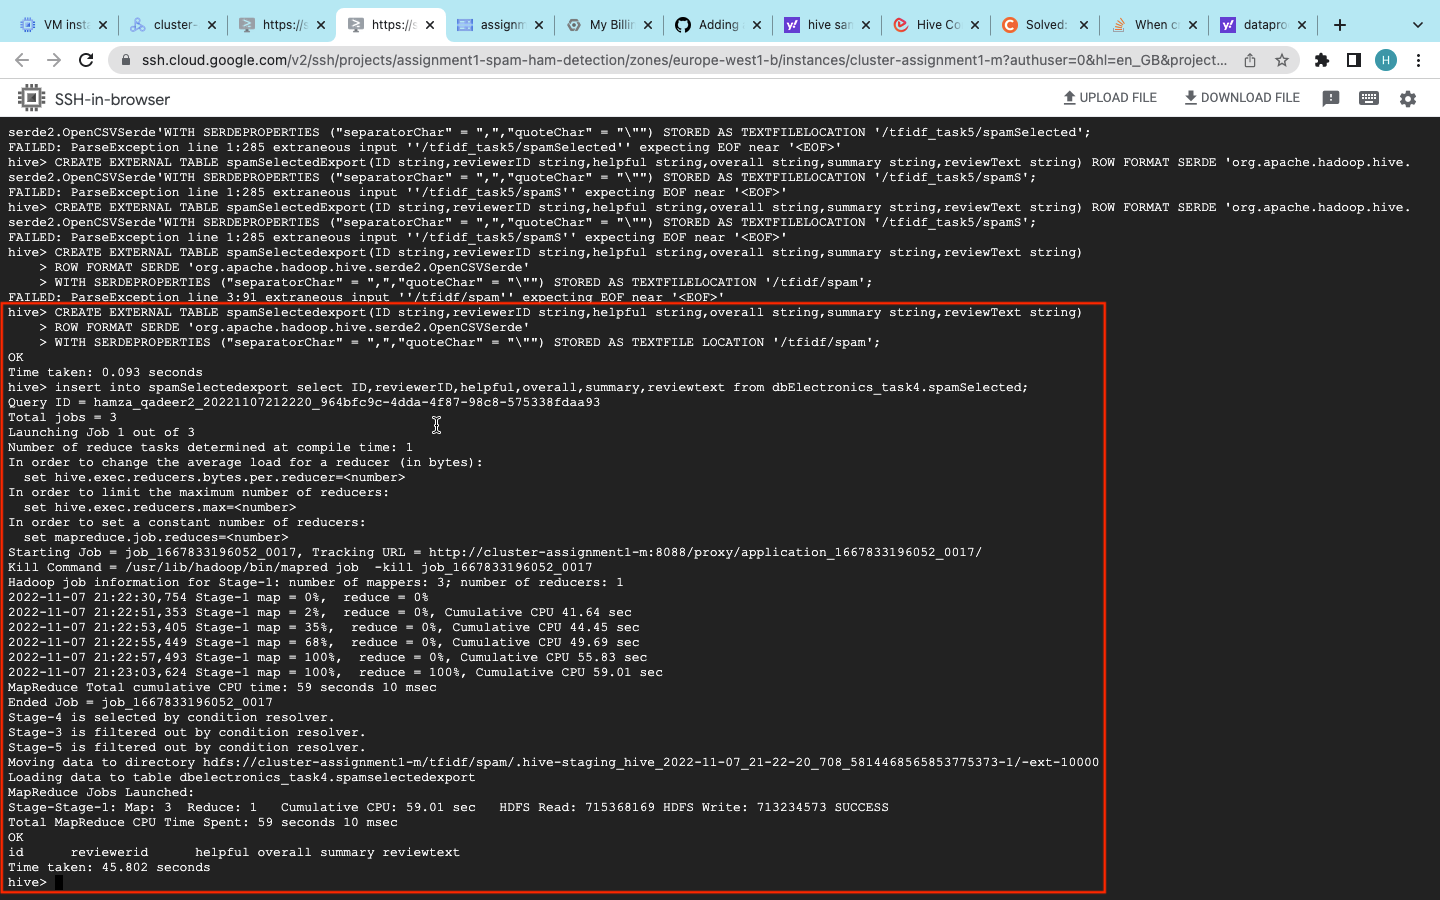 VM insta
cluster-
https://s
https://s
assignm
My Billi
Adding
hive san
Hive Co
Solved:
When c
datapro
ssh.cloud.google.com/v2/ssh/projects/assignment1-spam-ham-detection/zones/europe-west1-b/instances/cluster-assignment1-m?authuser=0&hl=en_GB&project...
H
SSH-in-browser
UPLOAD FILE
DOWNLOAD FILE
serde2.OpenCSVSerde'WITH SERDEPROPERTIES ("separatorChar" = ",","quoteChar" = "\"") STORED AS TEXTFILELOCATION '/tfidf_task5/spamSelected';
FAILED: ParseException line 1:285 extraneous input ''/tfidf_task5/spamSelected'' expecting EOF near '<EOF>'
hive> CREATE EXTERNAL TABLE spamSelectedExport(ID string,reviewerID string,helpful string,overall string,summary string,reviewText string) ROW FORMAT SERDE 'org.apache.hadoop.hive.
serde2.OpenCSVSerde'WITH SERDEPROPERTIES ("separatorChar" = ",","quoteChar" = "\"") STORED AS TEXTFILELOCATION '/tfidf_task5/spamS';
FAILED: ParseException line 1:285 extraneous input ''/tfidf_task5/spamS'' expecting EOF near '<EOF>'
hive> CREATE EXTERNAL TABLE spamSelectedExport(ID string,reviewerID string,helpful string,overall string,summary string,reviewText string) ROW FORMAT SERDE 'org.apache.hadoop.hive.
serde2.OpenCSVSerde'WITH SERDEPROPERTIES ("separatorChar" = ",","quoteChar" = "\"") STORED AS TEXTFILELOCATION '/tfidf_task5/spamS';
FAILED: ParseException line 1:285 extraneous input ''/tfidf_task5/spamS'' expecting EOF near '<EOF>'
hive> CREATE EXTERNAL TABLE spamSelectedExport(ID string,reviewerID string,helpful string,overall string,summary string,reviewText string)
    > ROW FORMAT SERDE 'org.apache.hadoop.hive.serde2.OpenCSVSerde'
    > WITH SERDEPROPERTIES ("separatorChar" = ",","quoteChar" = "\"") STORED AS TEXTFILELOCATION '/tfidf/spam';
FAILED: ParseException line 3:91 extraneous input ''/tfidf/spam'' expecting EOF near '<EOF>'
hive> CREATE EXTERNAL TABLE spamSelectedExport(ID string,reviewerID string,helpful string,overall string,summary string,reviewText string)
    > ROW FORMAT SERDE 'org.apache.hadoop.hive.serde2.OpenCSVSerde'
    > WITH SERDEPROPERTIES ("separatorChar" = ",","quoteChar" = "\"") STORED AS TEXTFILE LOCATION '/tfidf/spam';
OK
Time taken: 0.093 seconds
hive> insert into spamSelectedexport select ID,reviewerID,helpful,overall,summary,reviewtext from dbElectronics_task4.spamSelected;
Query ID = hamza_qadeer2_20221107212220_964bfc9c-4dda-4f87-98c8-575338fdaa93
Total jobs = 3
Launching Job 1 out of 3
Number of reduce tasks determined at compile time: 1
In order to change the average load for a reducer (in bytes):
  set hive.exec.reducers.bytes.per.reducer=<number>
In order to limit the maximum number of reducers:
  set hive.exec.reducers.max=<number>
In order to set a constant number of reducers:
  set mapreduce.job.reduces=<number>
Starting Job = job_1667833196052_0017, Tracking URL = http://cluster-assignment1-m:8088/proxy/application_1667833196052_0017/
Kill Command = /usr/lib/hadoop/bin/mapred job  -kill job_1667833196052_0017
Hadoop job information for Stage-1: number of mappers: 3; number of reducers: 1
2022-11-07 21:22:30,754 Stage-1 map = 0%,  reduce = 0%
2022-11-07 21:22:51,353 Stage-1 map = 2%,  reduce = 0%, Cumulative CPU 41.64 sec
2022-11-07 21:22:53,405 Stage-1 map = 35%,  reduce = 0%, Cumulative CPU 44.45 sec
2022-11-07 21:22:55,449 Stage-1 map = 68%,  reduce = 0%, Cumulative CPU 49.69 sec
2022-11-07 21:22:57,493 Stage-1 map = 100%,  reduce = 0%, Cumulative CPU 55.83 sec
2022-11-07 21:23:03,624 Stage-1 map = 100%,  reduce = 100%, Cumulative CPU 59.01 sec
MapReduce Total cumulative CPU time: 59 seconds 10 msec
Ended Job = job_1667833196052_0017
Stage-4 is selected by condition resolver.
Stage-3 is filtered out by condition resolver.
Stage-5 is filtered out by condition resolver.
Moving data to directory hdfs://cluster-assignment1-m/tfidf/spam/.hive-staging_hive_2022-11-07_21-22-20_708_5814468565853775373-1/-ext-10000
Loading data to table dbelectronics_task4.spamselectedexport
MapReduce Jobs Launched:
Stage-Stage-1: Map: 3  Reduce: 1   Cumulative CPU: 59.01 sec   HDFS Read: 715368169 HDFS Write: 713234573 SUCCESS
Total MapReduce CPU Time Spent: 59 seconds 10 msec
OK
id      reviewerid      helpful overall summary reviewtext
Time taken: 45.802 seconds
hive>